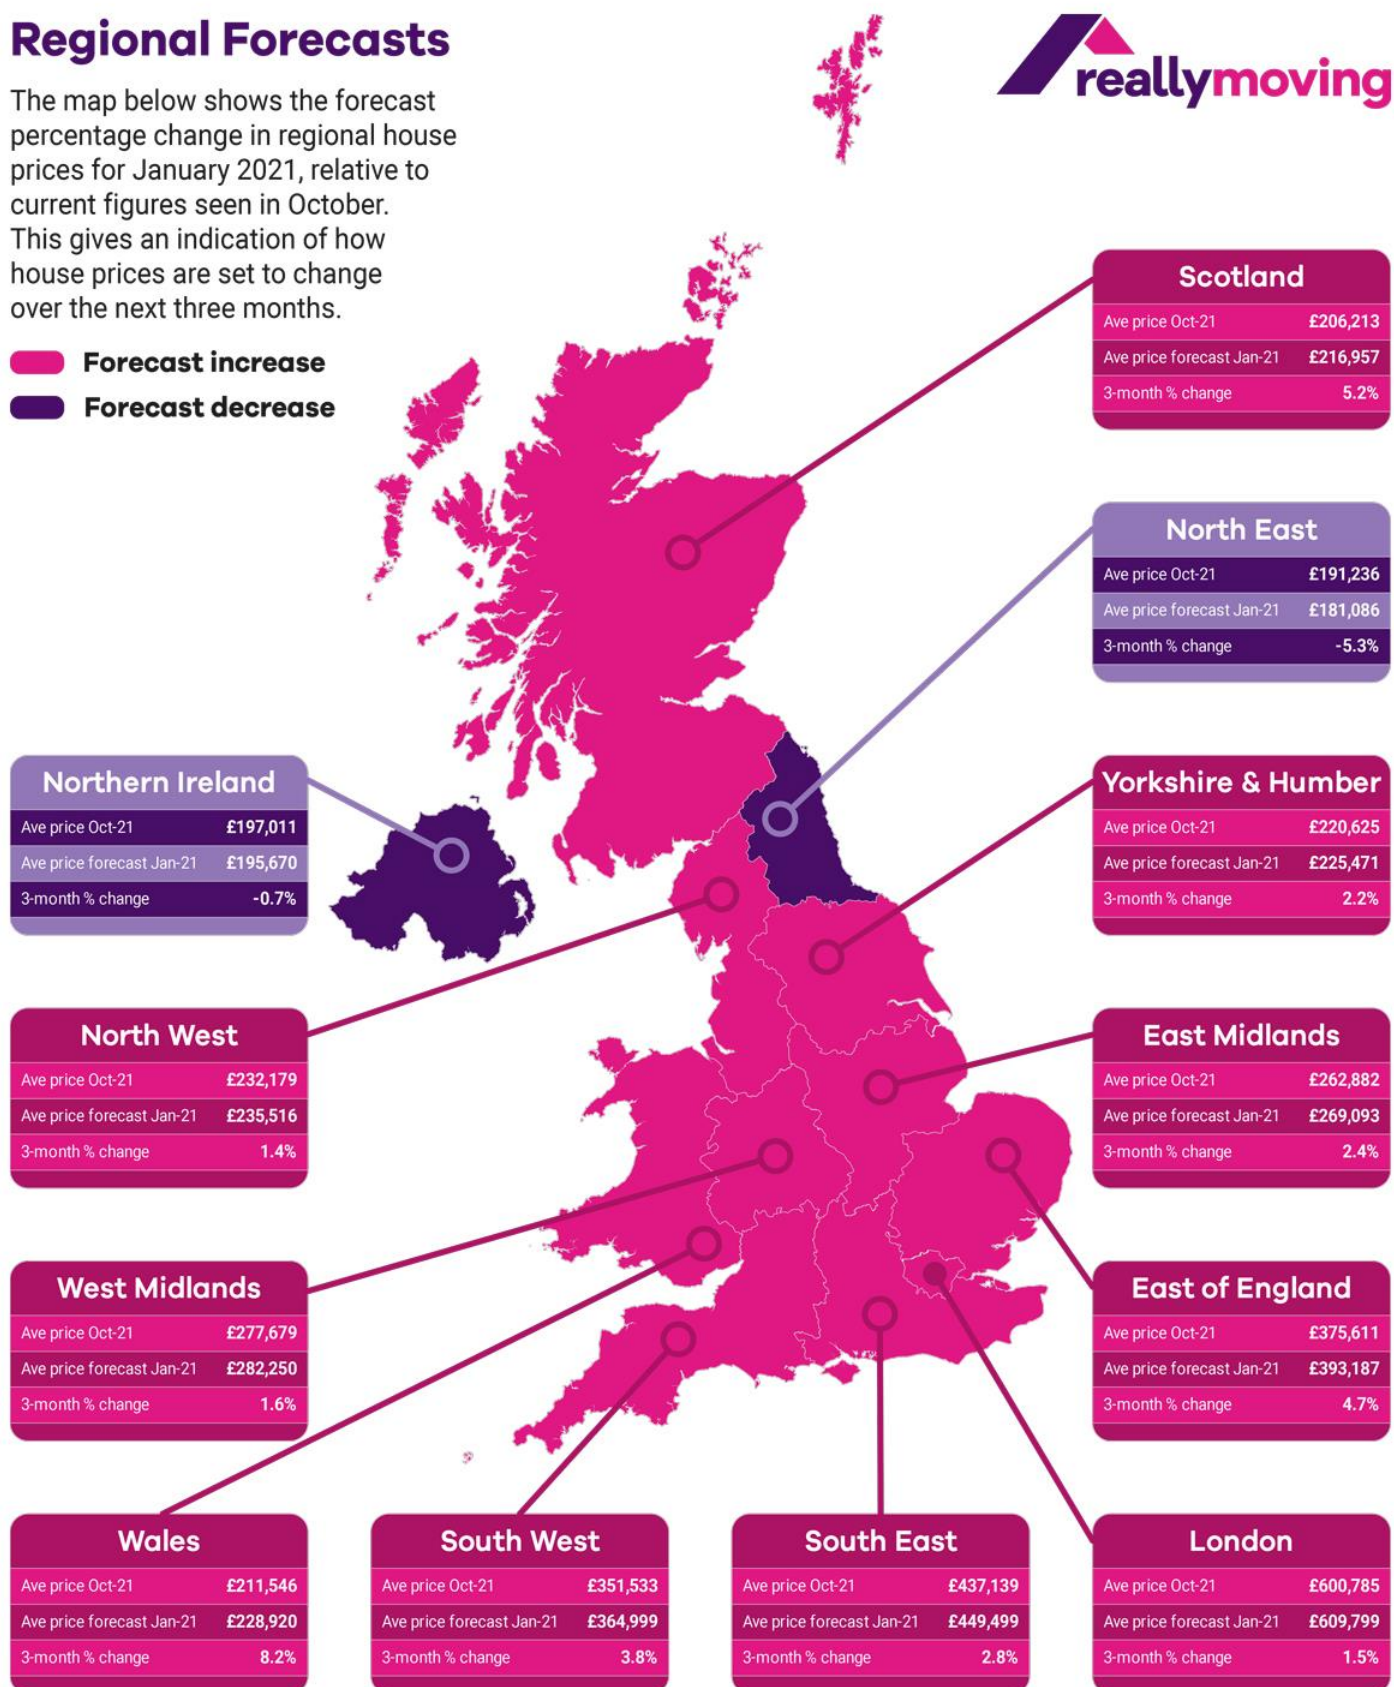 Regional Forecasts
reallymoving
The map below shows the forecast
percentage change in regional house
prices for January 2021, relative to
current figures seen in October.
This gives an indication of how
house prices are set to change
over the next three months.
Forecast increase
Forecast decrease
Scotland
Ave price Oct-21 £206,213
Ave price forecast Jan-21 £216,957
3-month % change 5.2%
North East
Ave price Oct-21 £191,236
Ave price forecast Jan-21 £181,086
3-month % change -5.3%
Northern Ireland
Ave price Oct-21 £197,011
Ave price forecast Jan-21 £195,670
3-month % change -0.7%
Yorkshire & Humber
Ave price Oct-21 £220,625
Ave price forecast Jan-21 £225,471
3-month % change 2.2%
North West
Ave price Oct-21 £232,179
Ave price forecast Jan-21 £235,516
3-month % change 1.4%
East Midlands
Ave price Oct-21 £262,882
Ave price forecast Jan-21 £269,093
3-month % change 2.4%
West Midlands
Ave price Oct-21 £277,679
Ave price forecast Jan-21 £282,250
3-month % change 1.6%
East of England
Ave price Oct-21 £375,611
Ave price forecast Jan-21 £393,187
3-month % change 4.7%
Wales
Ave price Oct-21 £211,546
Ave price forecast Jan-21 £228,920
3-month % change 8.2%
South West
Ave price Oct-21 £351,533
Ave price forecast Jan-21 £364,999
3-month % change 3.8%
South East
Ave price Oct-21 £437,139
Ave price forecast Jan-21 £449,499
3-month % change 2.8%
London
Ave price Oct-21 £600,785
Ave price forecast Jan-21 £609,799
3-month % change 1.5%